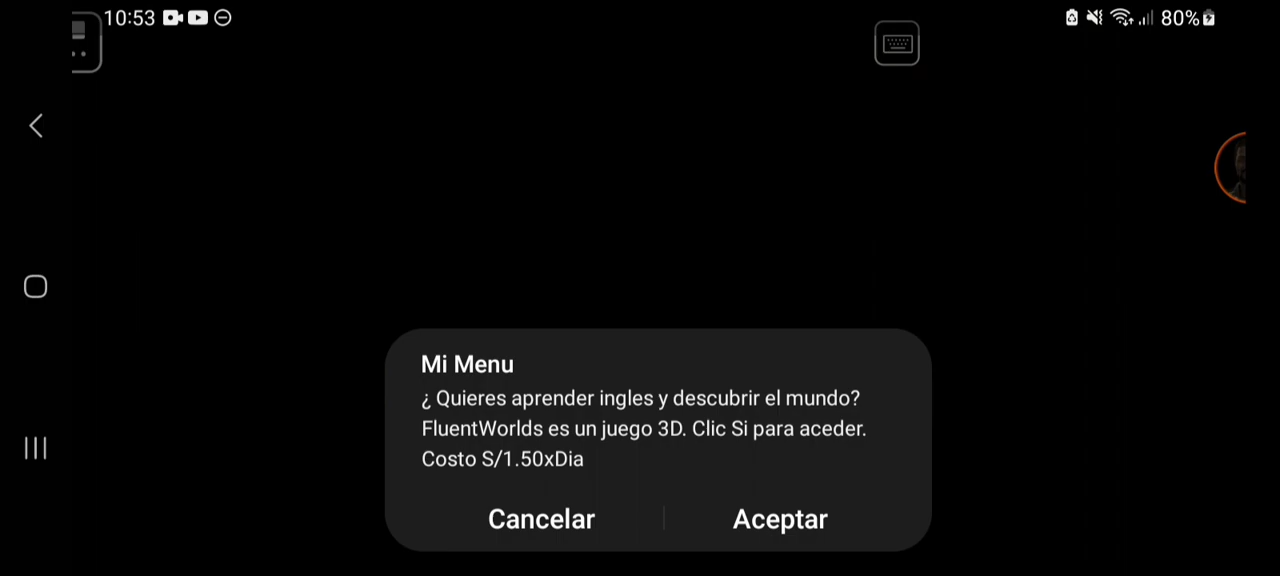 10:53
80%
Mi Menu
¿ Quieres aprender ingles y descubrir el mundo?
FluentWorlds es un juego 3D. Clic Si para aceder.
Costo S/1.50xDia
Cancelar
Aceptar